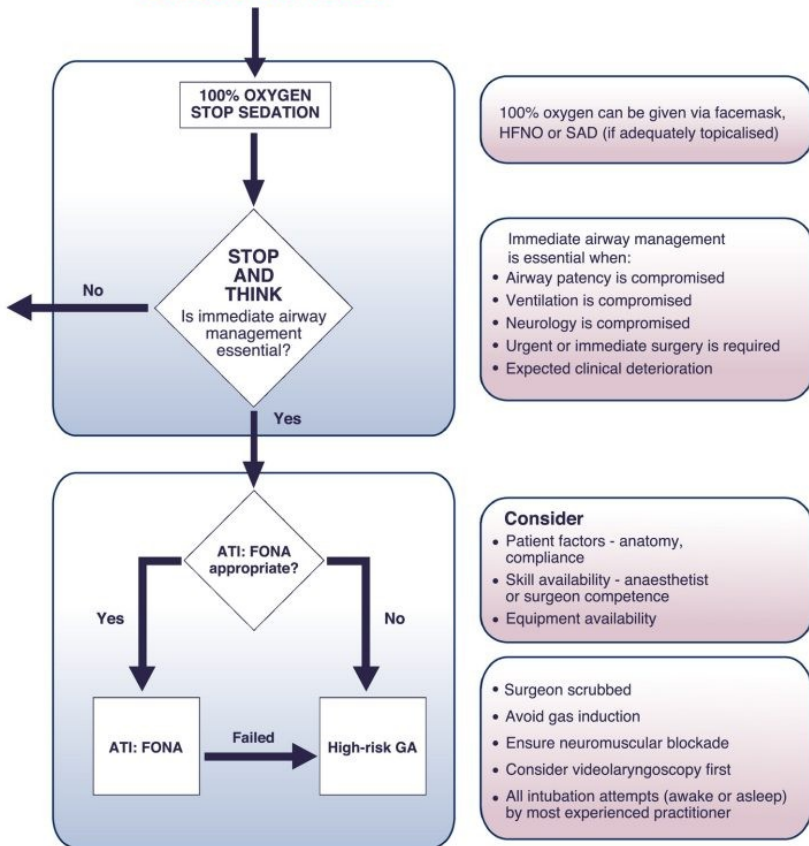 100% OXYGEN
STOP SEDATION
100% oxygen can be given via facemask,
HFNO or SAD (if adequately topicalised)
STOP
AND
THINK
Is immediate airway
management
essential?
No
Yes
Immediate airway management
is essential when:
• Airway patency is compromised
• Ventilation is compromised
• Neurology is compromised
• Urgent or immediate surgery is required
• Expected clinical deterioration
ATI: FONA
appropriate?
Yes
No
ATI: FONA
Failed
High-risk GA
Consider
• Patient factors - anatomy,
compliance
• Skill availability - anaesthetist
or surgeon competence
• Equipment availability
• Surgeon scrubbed
• Avoid gas induction
• Ensure neuromuscular blockade
• Consider videolaryngoscopy first
• All intubation attempts (awake or asleep)
by most experienced practitioner